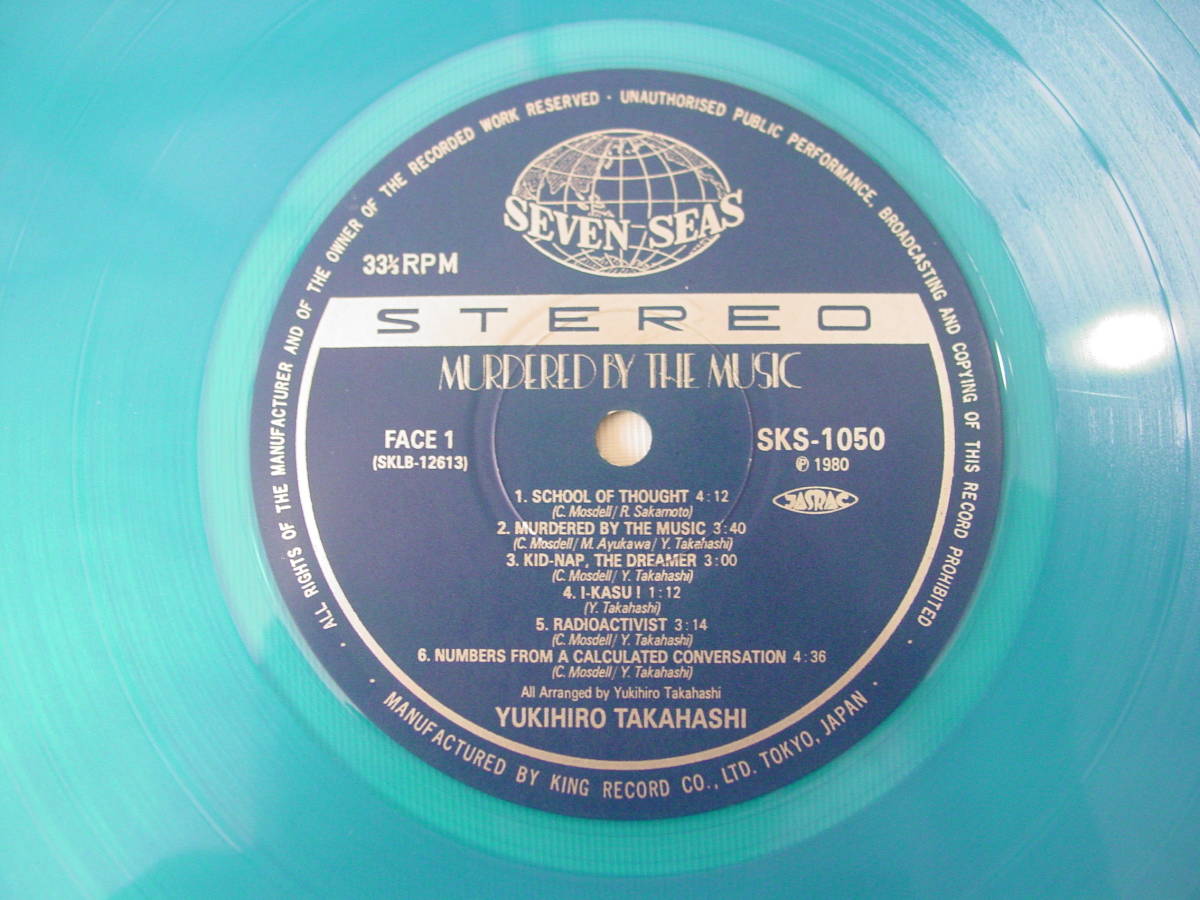 · ALL RIGHTS OF THE MANUFACTURER AND OF THE OWNER OF THE RECORDED WORK RESERVED · UNAUTHORISED PUBLIC PERFORMANCE, BROADCASTING AND COPYING OF THIS RECORD PROHIBITED ·
SEVEN SEAS
33⅓ RPM
STEREO
MURDERED BY THE MUSIC
FACE 1
(SKLB-12613)
SKS-1050
℗ 1980
JASRAC
1. SCHOOL OF THOUGHT 4:12
(C. Mosdell/ R. Sakamoto)
2. MURDERED BY THE MUSIC 3:40
(C. Mosdell/ M. Ayukawa/ Y. Takahashi)
3. KID-NAP, THE DREAMER 3:00
(C. Mosdell/ Y. Takahashi)
4. I-KASU! 1:12
(Y. Takahashi)
5. RADIOACTIVIST 3:14
(C. Mosdell/ Y. Takahashi)
6. NUMBERS FROM A CALCULATED CONVERSATION 4:36
(C. Mosdell/ Y. Takahashi)
All Arranged by Yukihiro Takahashi
YUKIHIRO TAKAHASHI
· MANUFACTURED BY KING RECORD CO., LTD. TOKYO, JAPAN ·